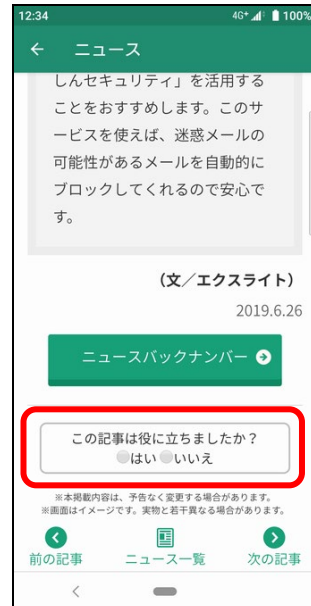 12:34 4G+ 100%
← ニュース
しんセキュリティ」を活用する
ことをおすすめします。このサ
ービスを使えば、迷惑メールの
可能性があるメールを自動的に
ブロックしてくれるので安心で
す。
(文／エクスライト)
2019.6.26
ニュースバックナンバー
この記事は役に立ちましたか？
はい いいえ
※本掲載内容は、予告なく変更する場合があります。
※画面はイメージです。実物と若干異なる場合があります。
前の記事 ニュース一覧 次の記事